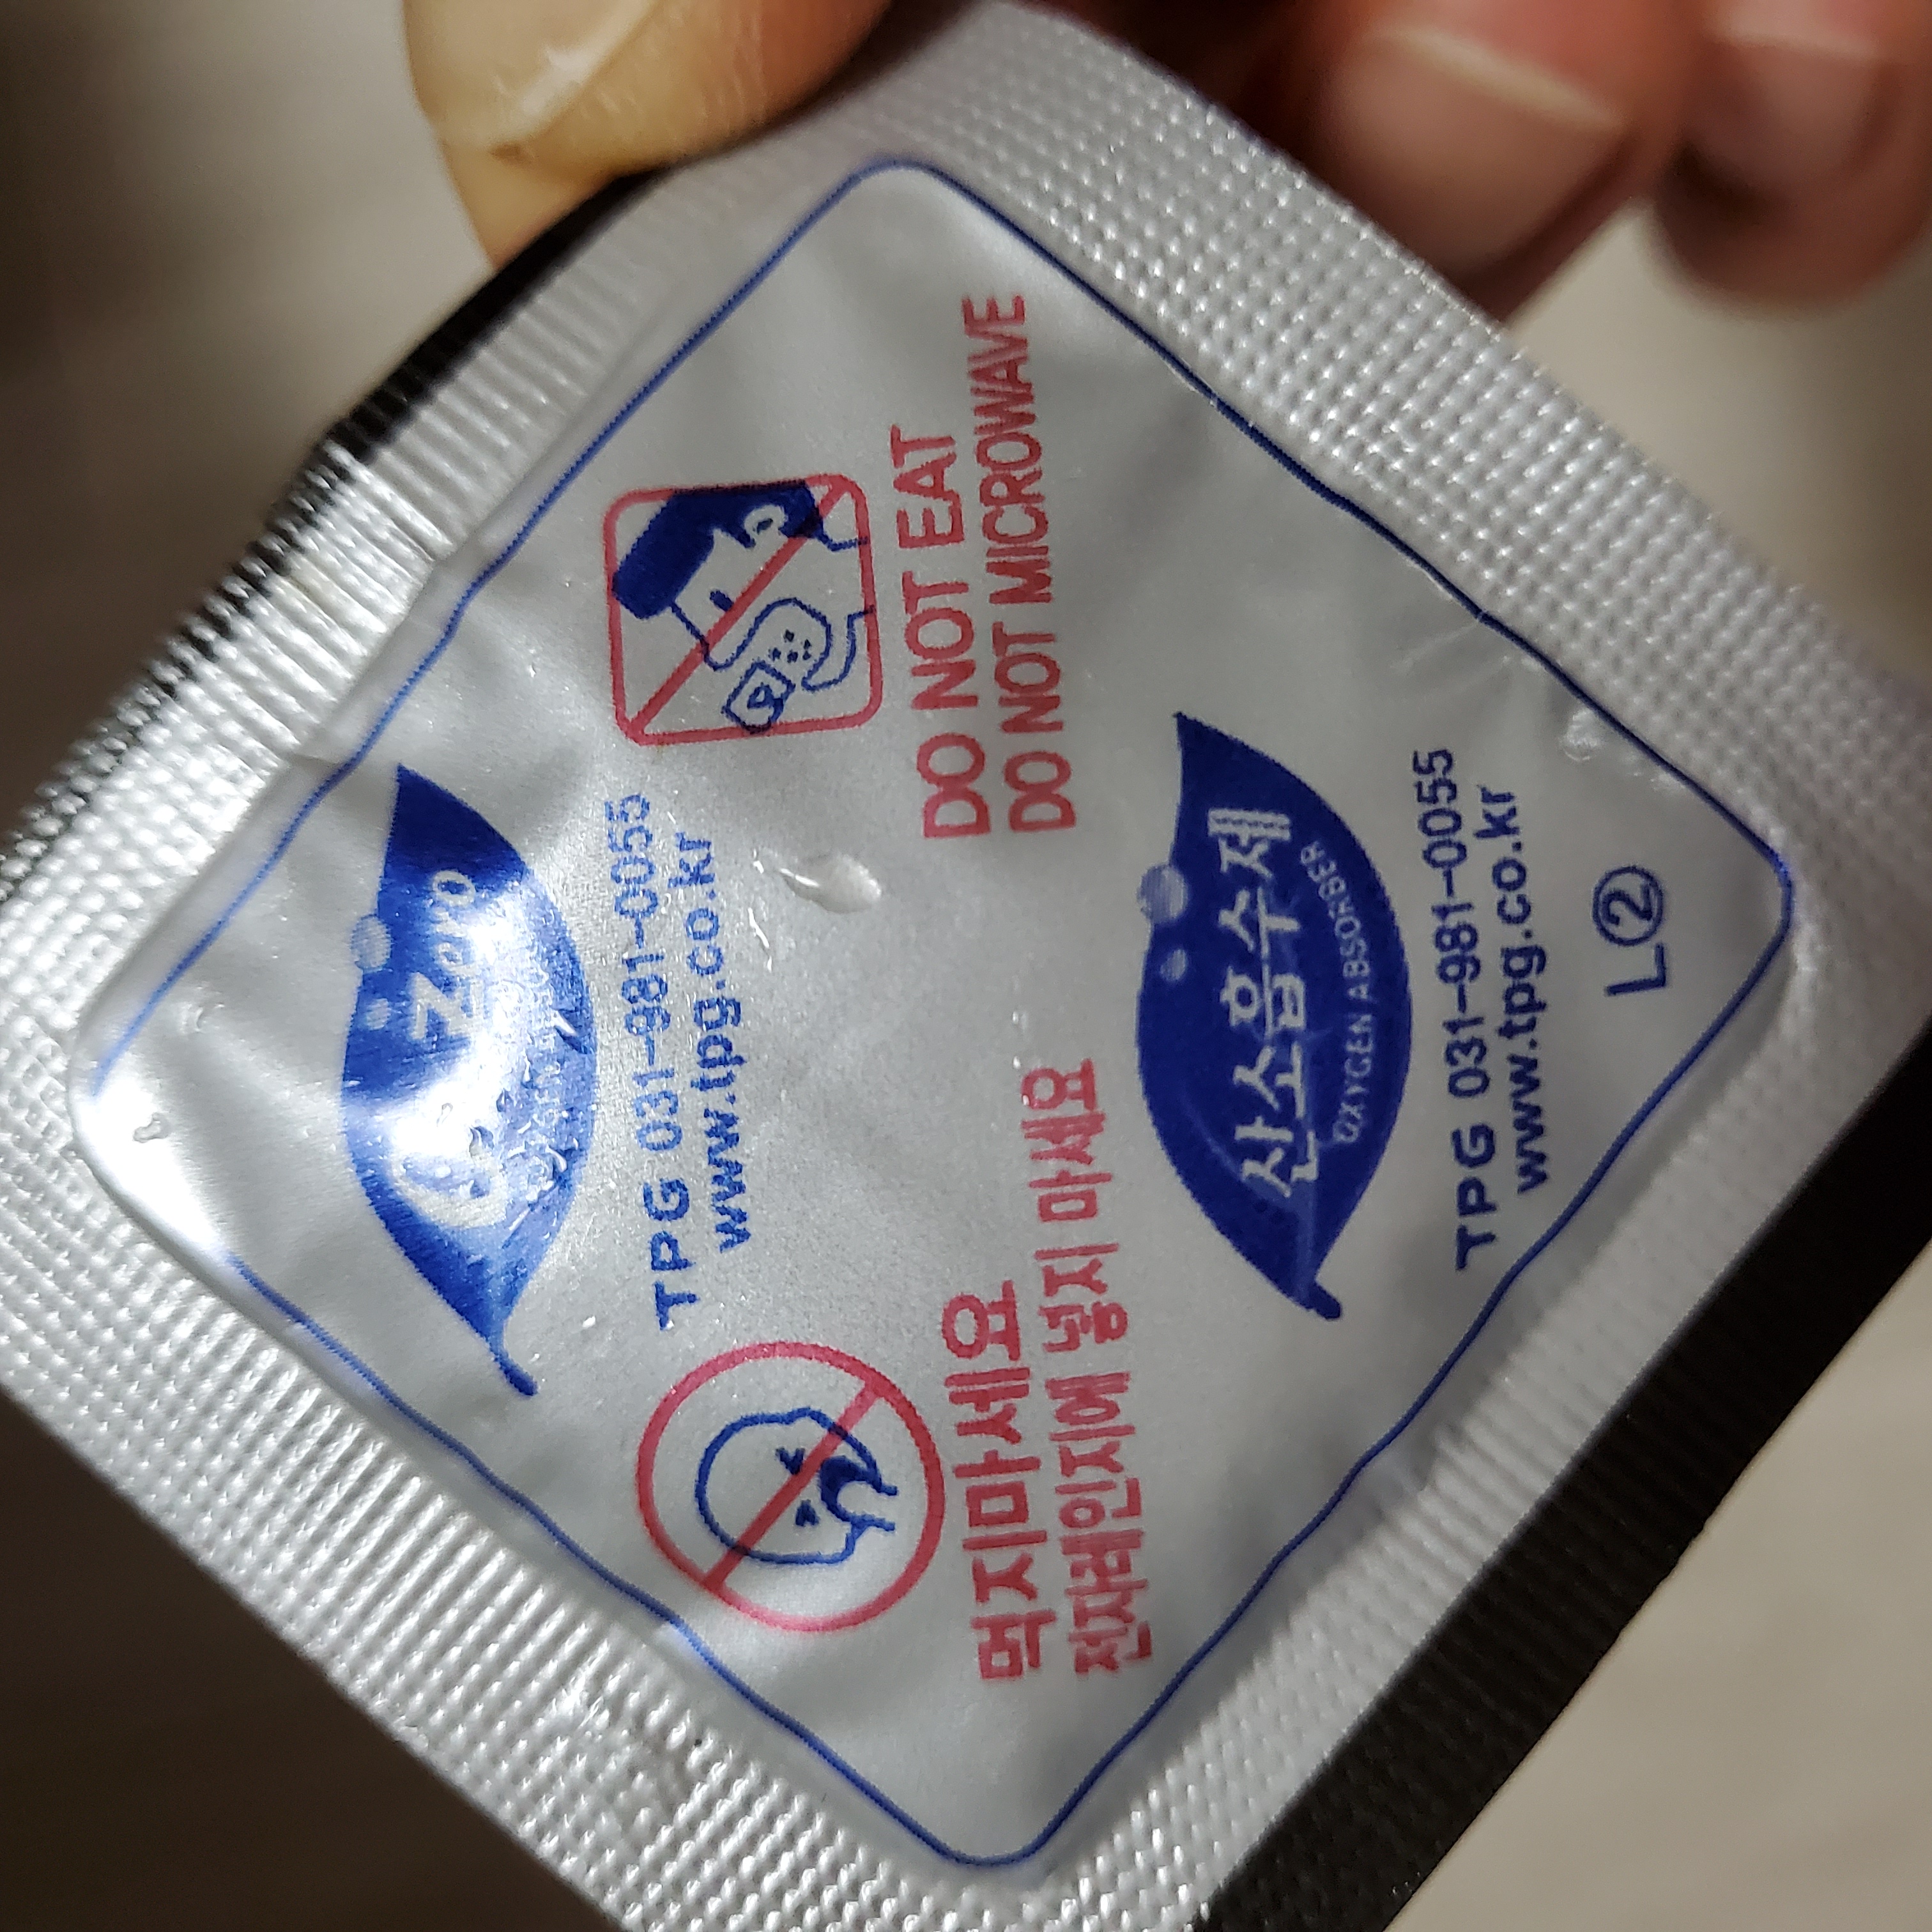 Zero
TPG 031-981-0055
www.tpg.co.kr
먹지마세요
전자레인지에 넣지 마세요
DO NOT EAT
DO NOT MICROWAVE
산소흡수제
OXYGEN ABSORBER
TPG 031-981-0055
www.tpg.co.kr
L②